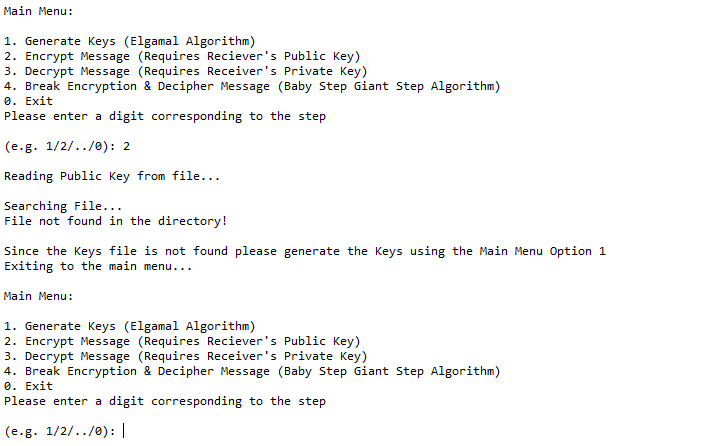 Main Menu:
1. Generate Keys (Elgamal Algorithm)
2. Encrypt Message (Requires Reciever's Public Key)
3. Decrypt Message (Requires Receiver's Private Key)
4. Break Encryption & Decipher Message (Baby Step Giant Step Algorithm)
0. Exit
Please enter a digit corresponding to the step
(e.g. 1/2/../0): 2
Reading Public Key from file...
Searching File...
File not found in the directory!
Since the Keys file is not found please generate the Keys using the Main Menu Option 1
Exiting to the main menu...
Main Menu:
1. Generate Keys (Elgamal Algorithm)
2. Encrypt Message (Requires Reciever's Public Key)
3. Decrypt Message (Requires Receiver's Private Key)
4. Break Encryption & Decipher Message (Baby Step Giant Step Algorithm)
0. Exit
Please enter a digit corresponding to the step
(e.g. 1/2/../0):